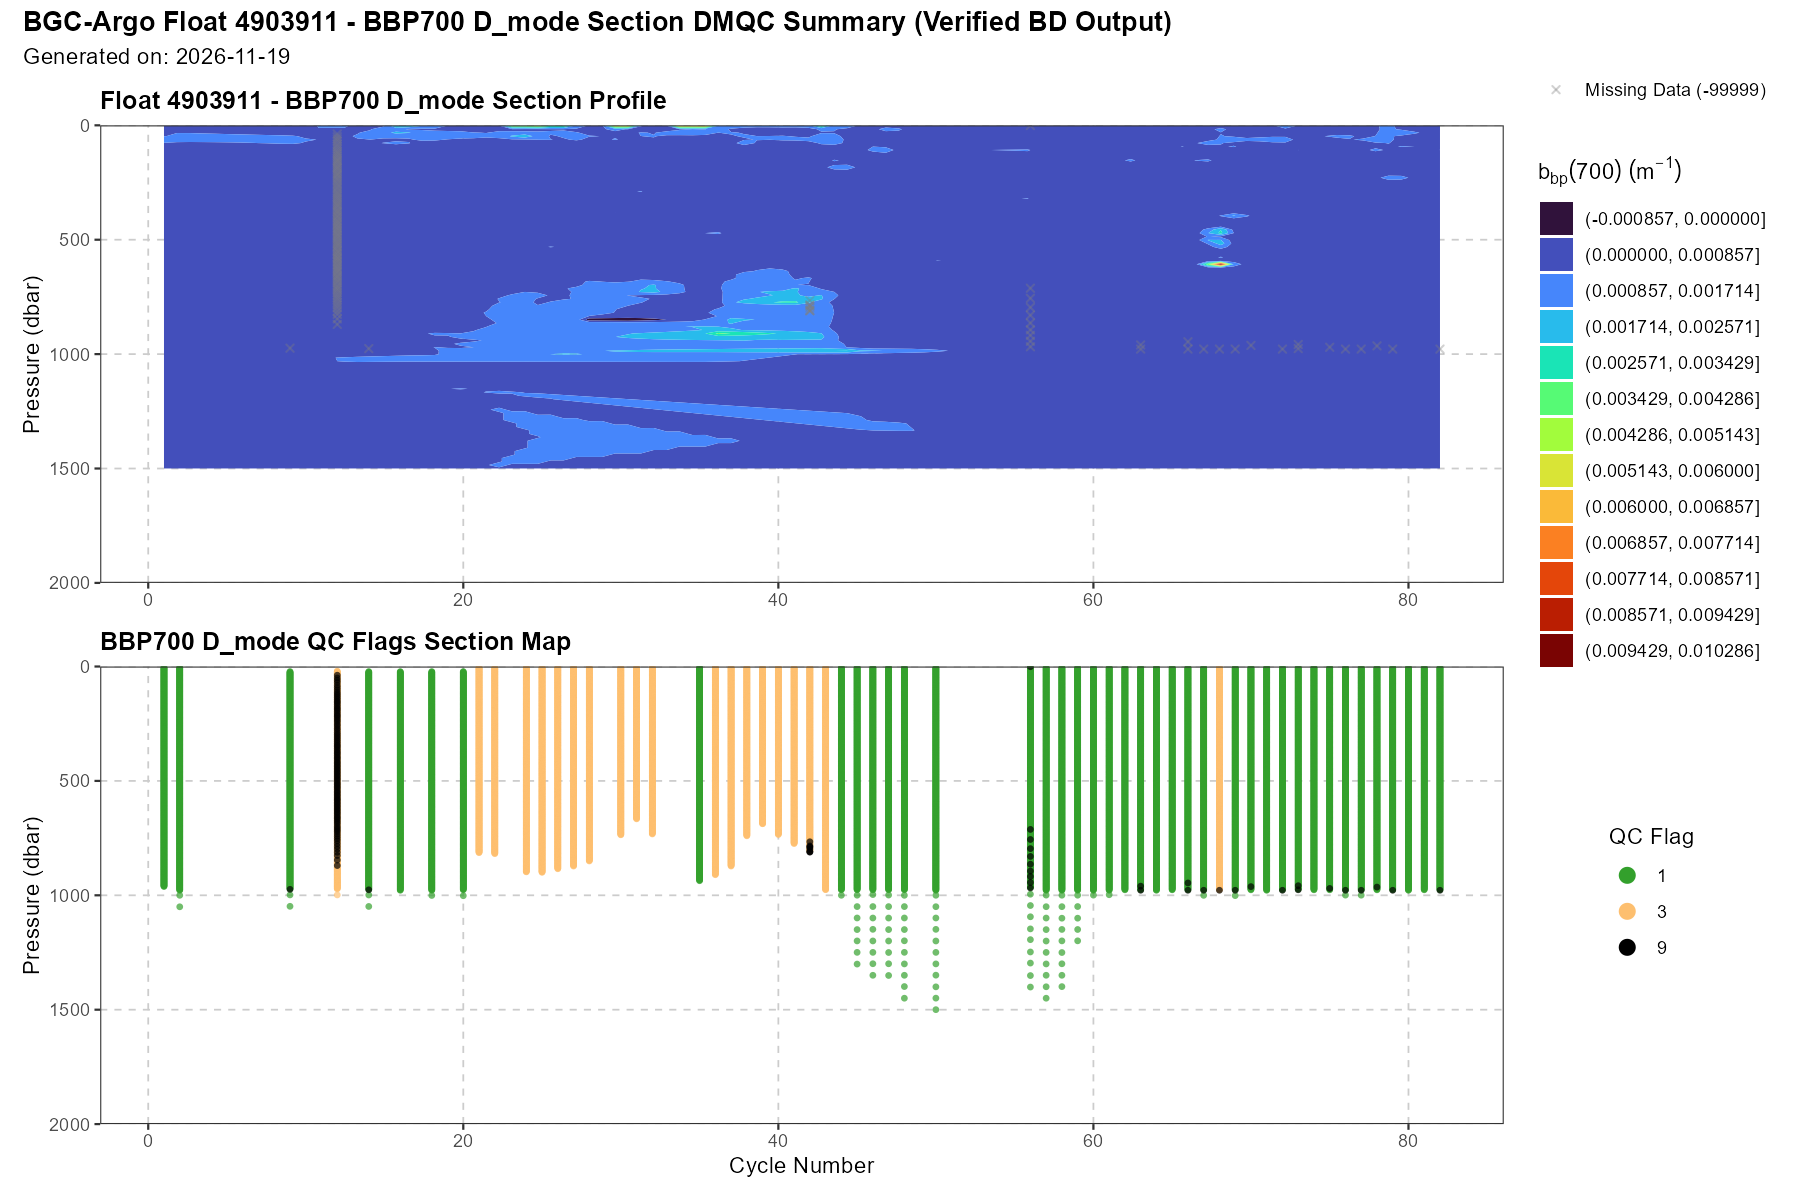 BGC-Argo Float 4903911 - BBP700 D_mode Section DMQC Summary (Verified BD Output)
Generated on: 2026-11-19
Float 4903911 - BBP700 D_mode Section Profile
Missing Data (-99999)
b_bp(700) (m⁻¹)
(-0.000857, 0.000000]
(0.000000, 0.000857]
(0.000857, 0.001714]
(0.001714, 0.002571]
(0.002571, 0.003429]
(0.003429, 0.004286]
(0.004286, 0.005143]
(0.005143, 0.006000]
(0.006000, 0.006857]
(0.006857, 0.007714]
(0.007714, 0.008571]
(0.008571, 0.009429]
(0.009429, 0.010286]
Pressure (dbar)
0
500
1000
1500
2000
0 20 40 60 80
BBP700 D_mode QC Flags Section Map
Pressure (dbar)
0
500
1000
1500
2000
0 20 40 60 80
Cycle Number
QC Flag
1
3
9